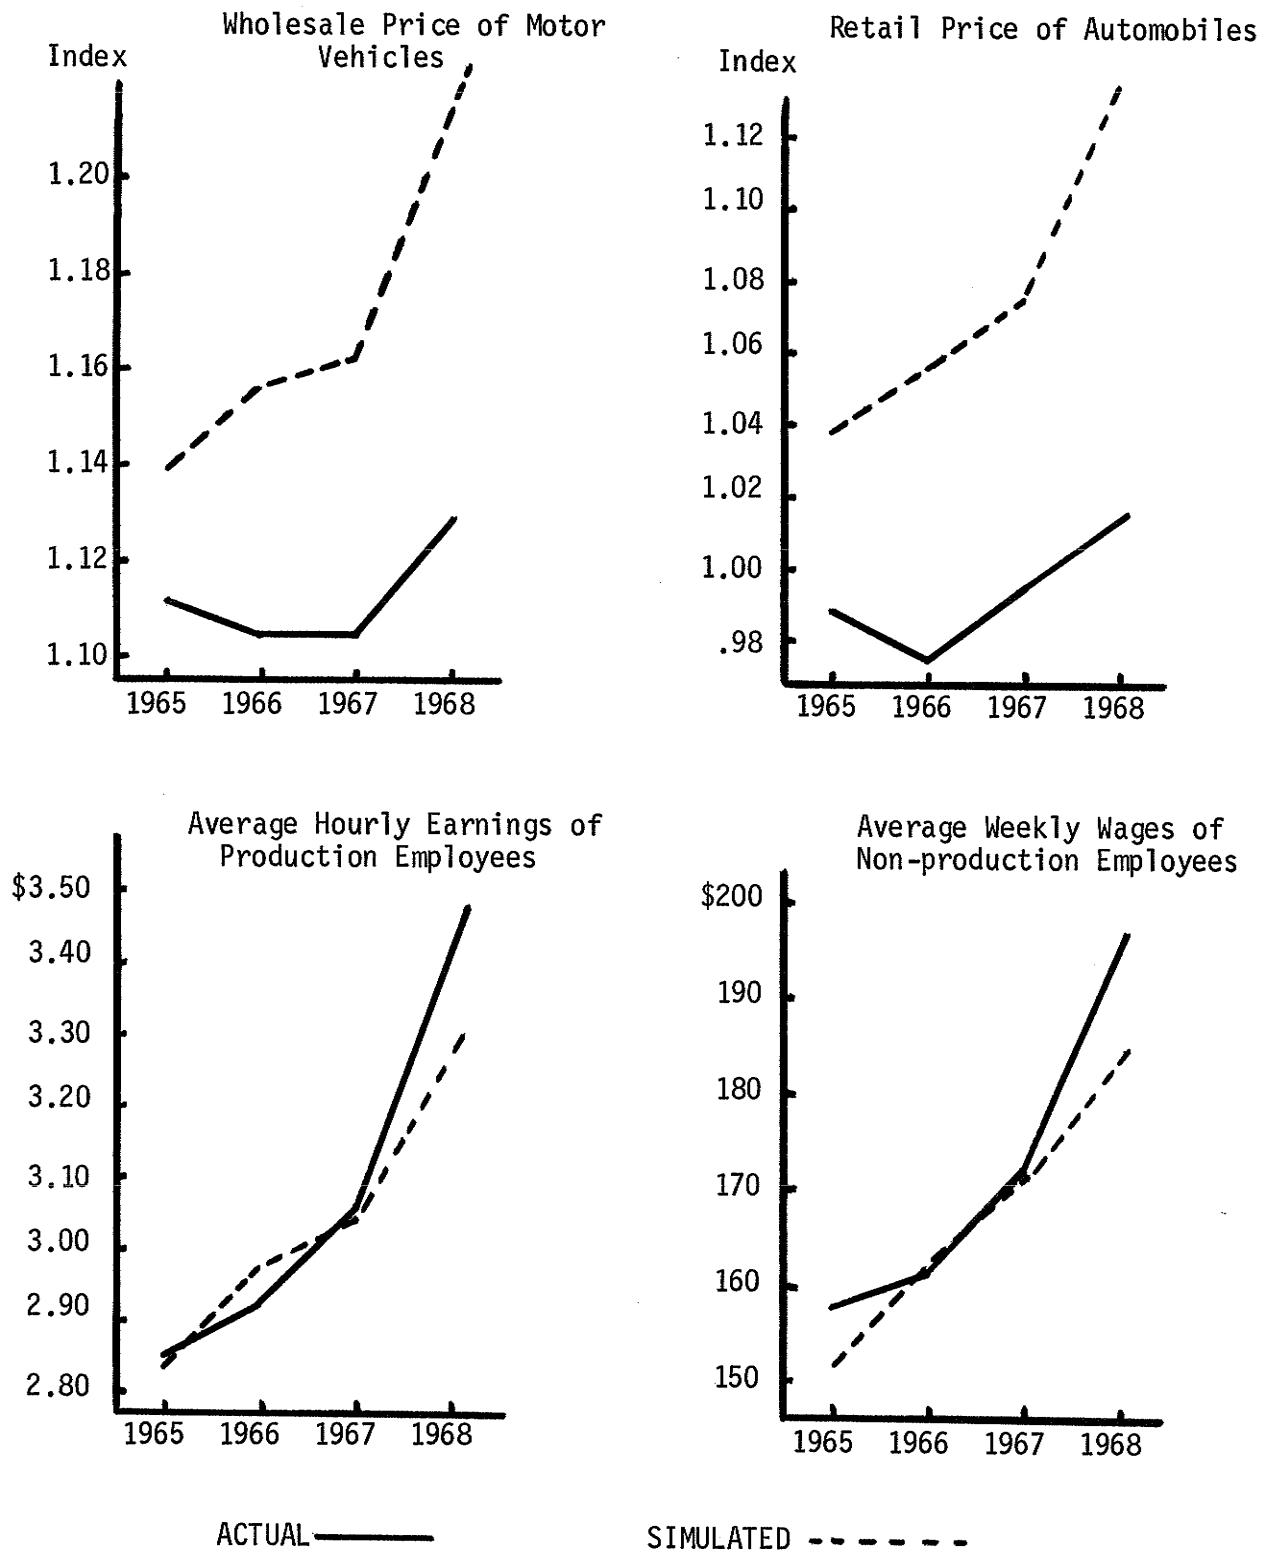 Wholesale Price of Motor
Vehicles
Index
1.20
1.18
1.16
1.14
1.12
1.10
1965 1966 1967 1968
Retail Price of Automobiles
Index
1.12
1.10
1.08
1.06
1.04
1.02
1.00
.98
1965 1966 1967 1968
Average Hourly Earnings of
Production Employees
$3.50
3.40
3.30
3.20
3.10
3.00
2.90
2.80
1965 1966 1967 1968
Average Weekly Wages of
Non-production Employees
$200
190
180
170
160
150
1965 1966 1967 1968
ACTUAL
SIMULATED